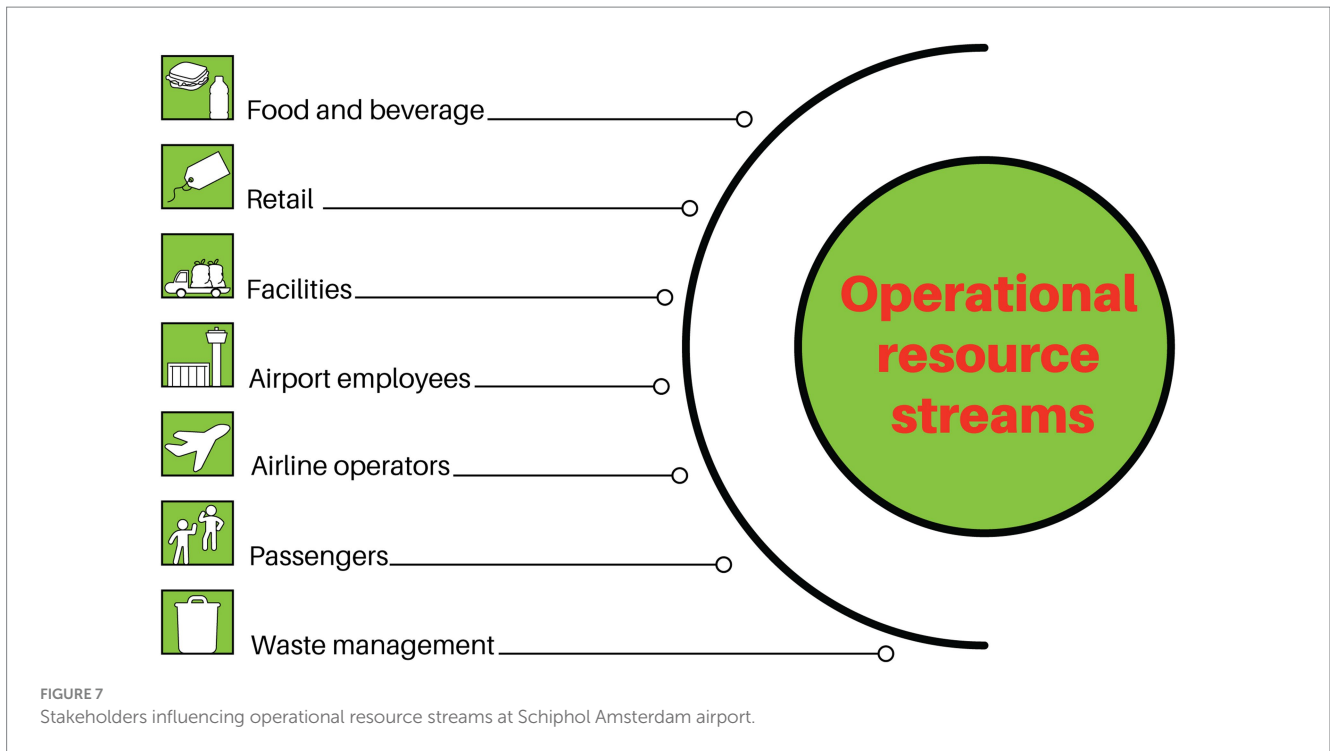 Food and beverage
Retail
Facilities
Airport employees
Airline operators
Passengers
Waste management
Operational
resource
streams
FIGURE 7
Stakeholders influencing operational resource streams at Schiphol Amsterdam airport.